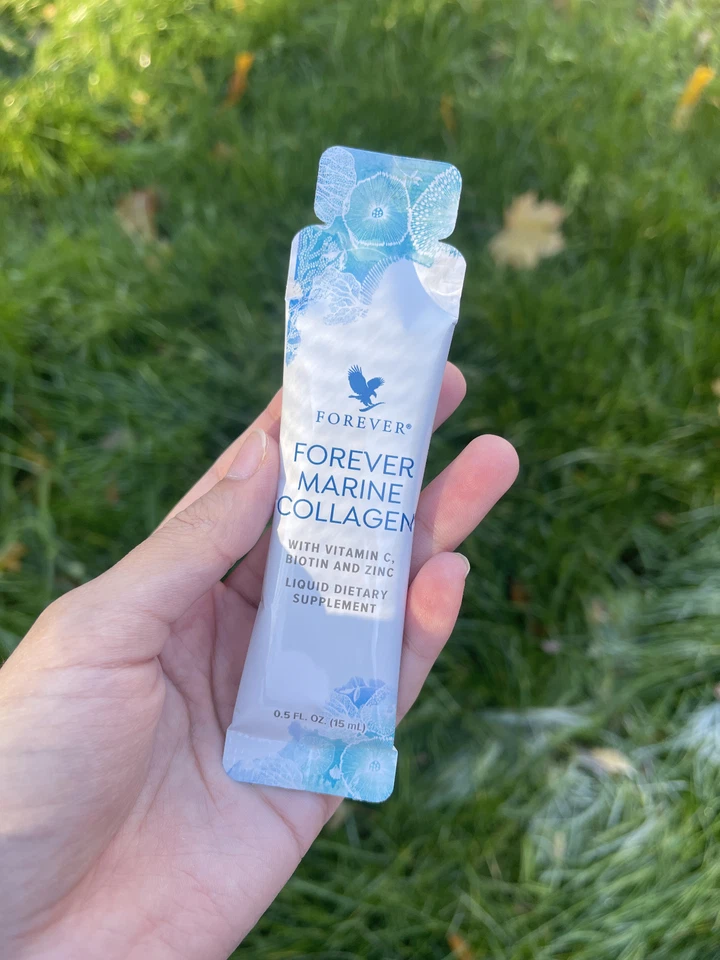 FOREVER®
FOREVER
MARINE
COLLAGEN
WITH VITAMIN C,
BIOTIN AND ZINC
LIQUID DIETARY
SUPPLEMENT
0.5 FL. OZ. (15 mL)